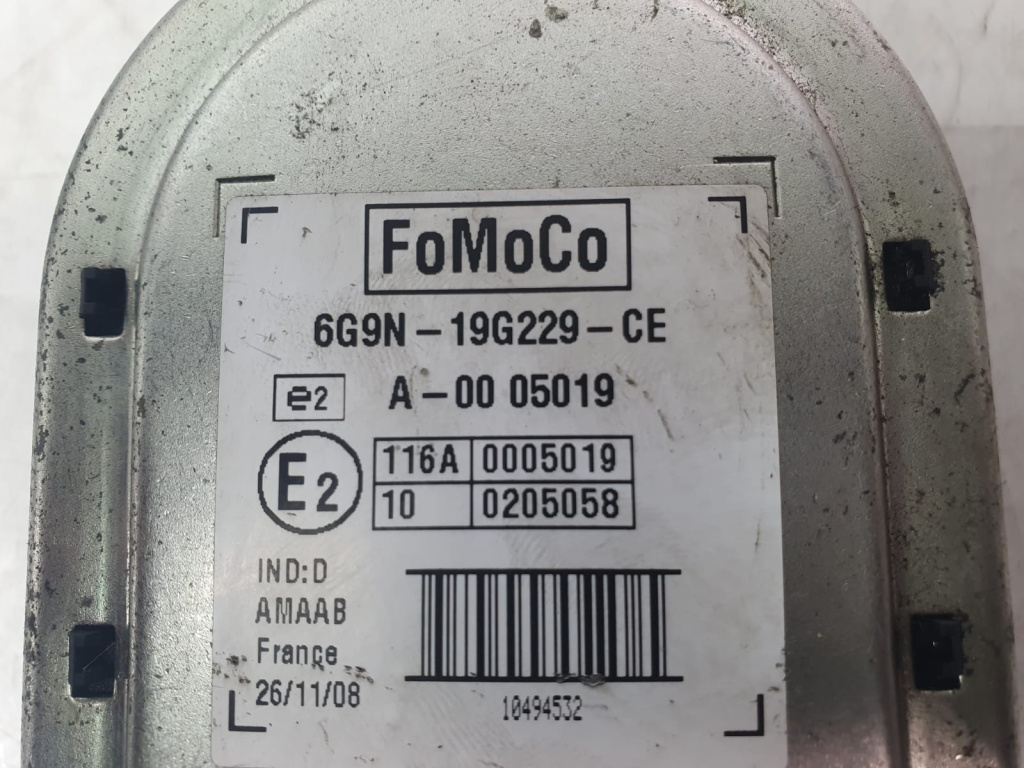 FoMoCo
6G9N-19G229-CE
e2 A-00 05019
E2 116A 0005019
10 0205058
IND:D
AMAAB
France
26/11/08
10494532